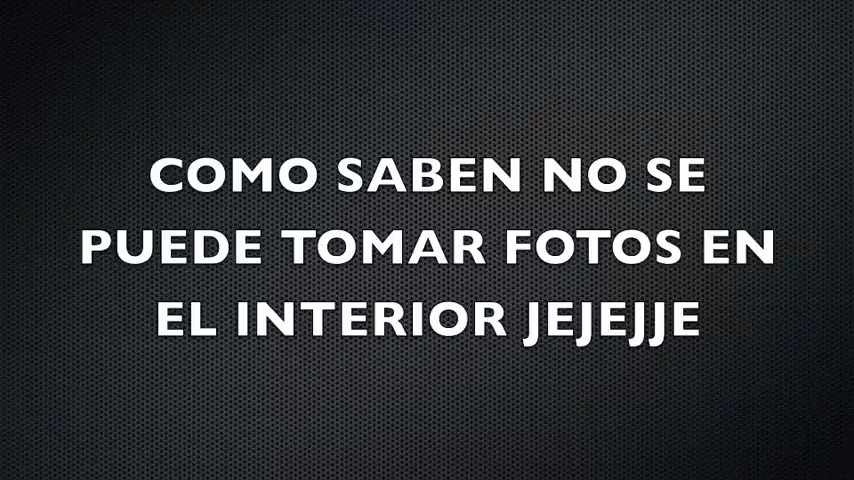 COMO SABEN NO SE
PUEDE TOMAR FOTOS EN
EL INTERIOR JEJEJJE